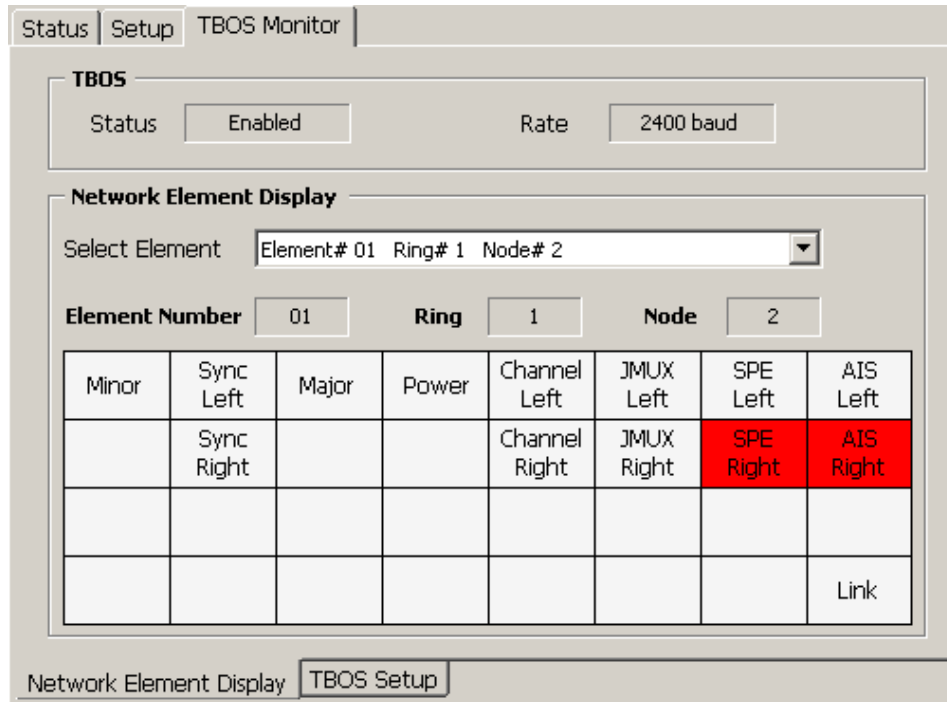 Status Setup TBOS Monitor
TBOS
Status Enabled Rate 2400 baud
Network Element Display
Select Element Element# 01 Ring# 1 Node# 2
Element Number 01 Ring 1 Node 2
Minor Sync Left Major Power Channel Left JMUX Left SPE Left AIS Left
Sync Right Channel Right JMUX Right SPE Right AIS Right
Link
Network Element Display TBOS Setup